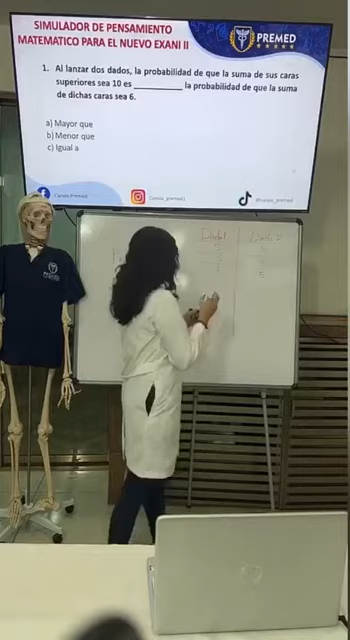 SIMULADOR DE PENSAMIENTO
MATEMATICO PARA EL NUEVO EXANI II
PREMED
1. Al lanzar dos dados, la probabilidad de que la suma de sus caras
superiores sea 10 es __________ la probabilidad de que la suma
de dichas caras sea 6.
a) Mayor que
b) Menor que
c) Igual a
Dado 1
Dado 2
5